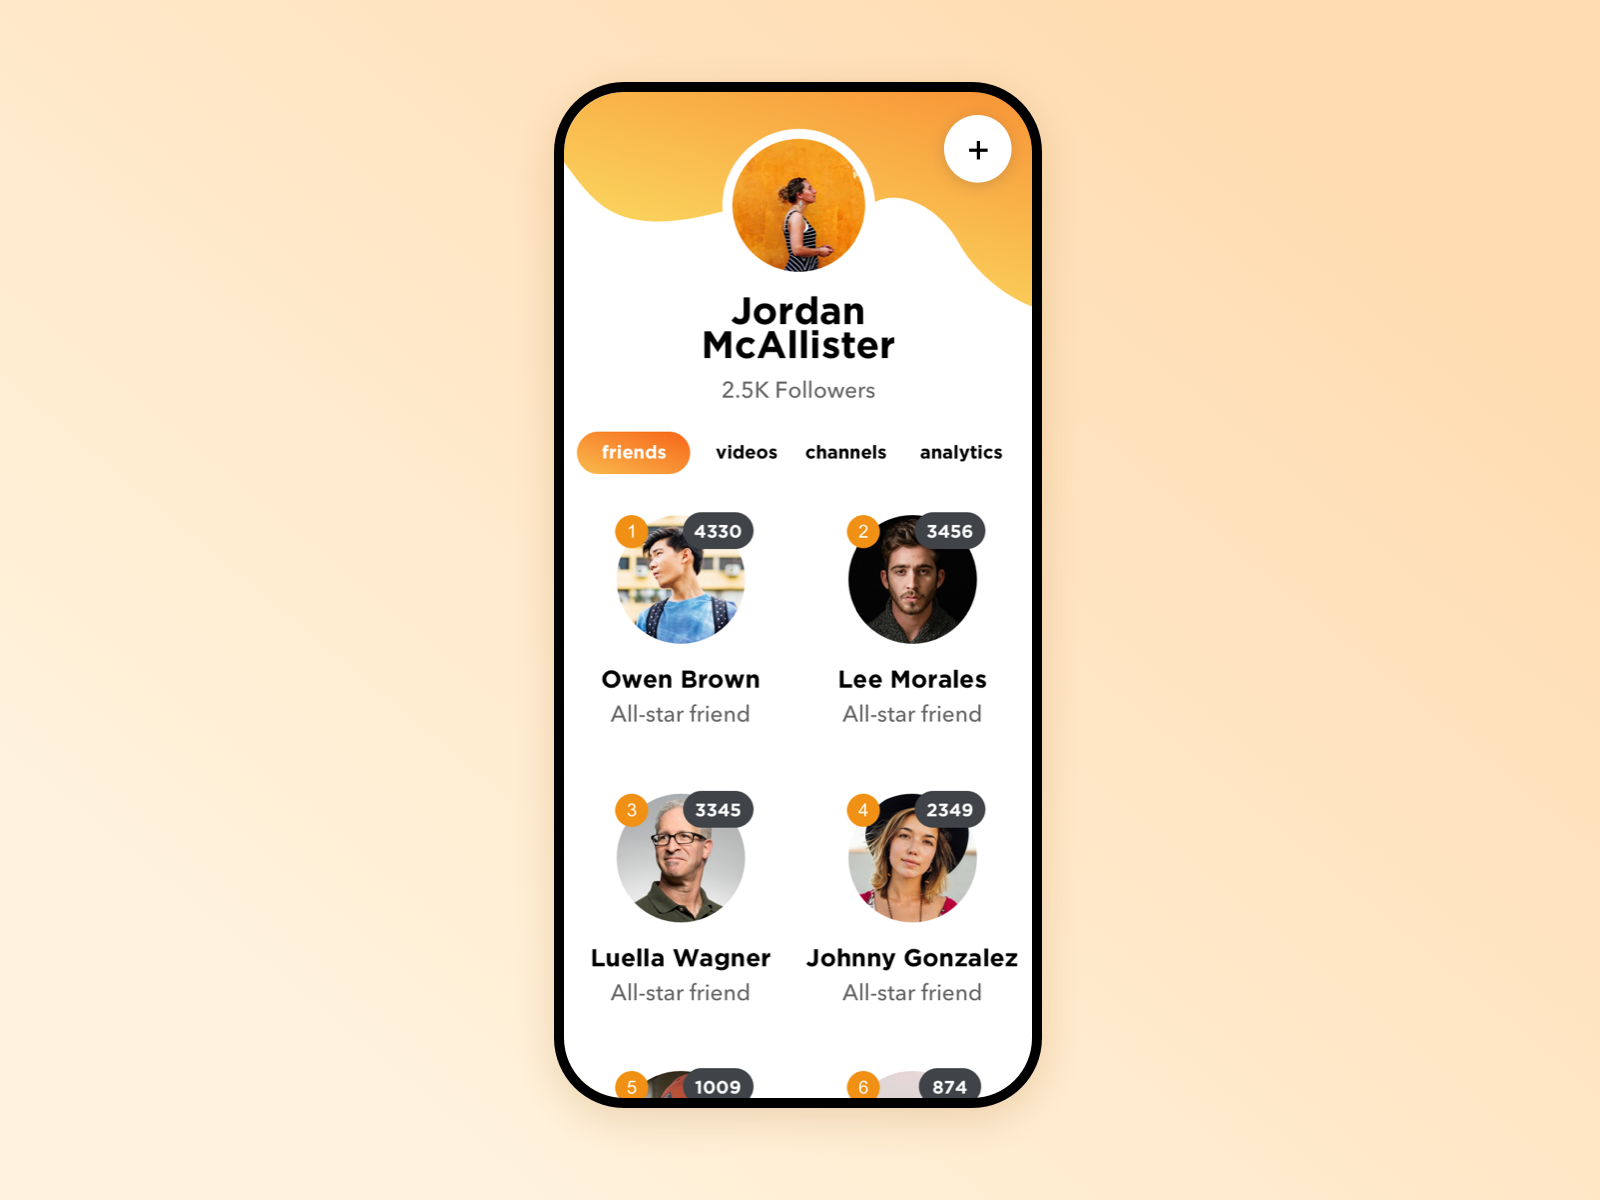 +
Jordan
McAllister
2.5K Followers
friends videos channels analytics
1 4330 2 3456
Owen Brown Lee Morales
All-star friend All-star friend
3 3345 4 2349
Luella Wagner Johnny Gonzalez
All-star friend All-star friend
5 1009 6 874